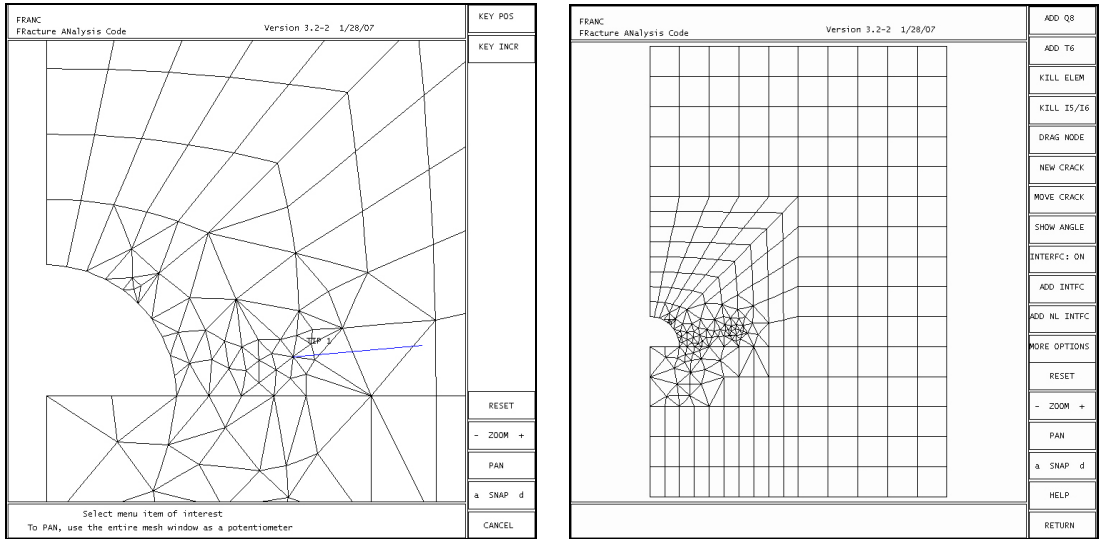 FRANC
FRacture ANalysis Code
Version 3.2-2 1/28/07
KEY POS
KEY INCR
TIP 1
RESET
- ZOOM +
PAN
a SNAP d
CANCEL
Select menu item of interest
To PAN, use the entire mesh window as a potentiometer
FRANC
FRacture ANalysis Code
Version 3.2-2 1/28/07
ADD Q8
ADD T6
KILL ELEM
KILL I5/I6
DRAG NODE
NEW CRACK
MOVE CRACK
SHOW ANGLE
INTERFC: ON
ADD INTFC
ADD NL INTFC
MORE OPTIONS
RESET
- ZOOM +
PAN
a SNAP d
HELP
RETURN